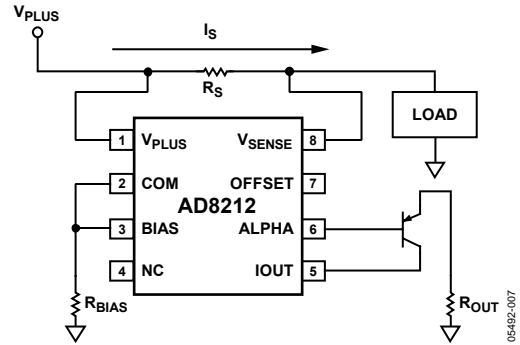 VPLUS
IS
RS
LOAD
1 VPLUS VSENSE 8
2 COM OFFSET 7
AD8212
3 BIAS ALPHA 6
4 NC IOUT 5
RBIAS
ROUT
05492-007